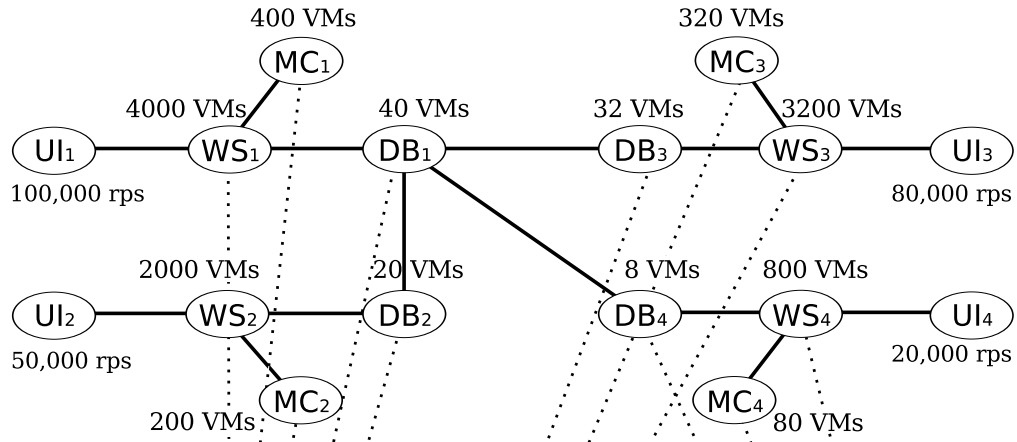 400 VMs
320 VMs
MC1
MC3
4000 VMs
40 VMs
32 VMs
3200 VMs
UI1
WS1
DB1
DB3
WS3
UI3
100,000 rps
80,000 rps
2000 VMs
20 VMs
8 VMs
800 VMs
UI2
WS2
DB2
DB4
WS4
UI4
50,000 rps
20,000 rps
MC2
MC4
200 VMs
80 VMs